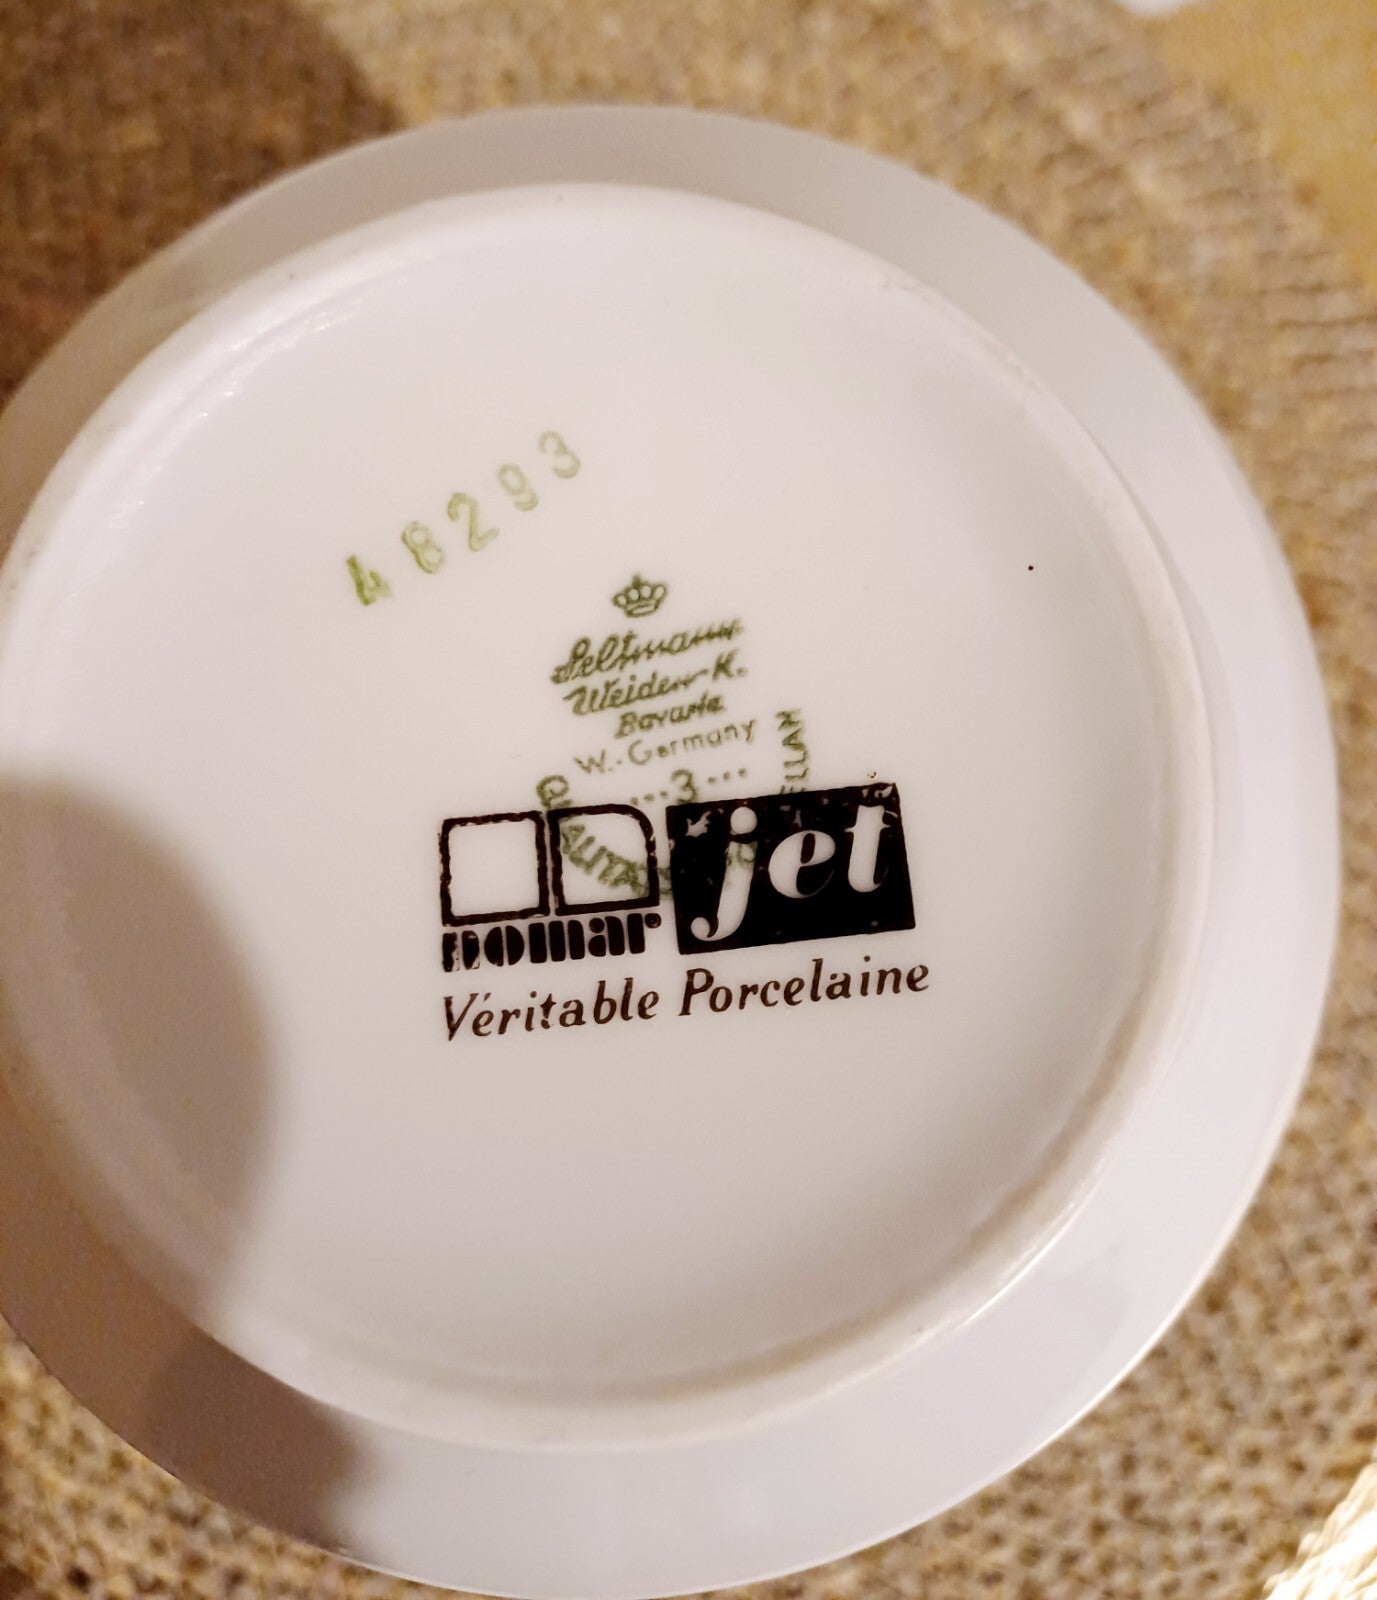 48293
Seltmann
Weiden-K.
Bavaria
W.-Germany
...3...
nomar jet
Véritable Porcelaine